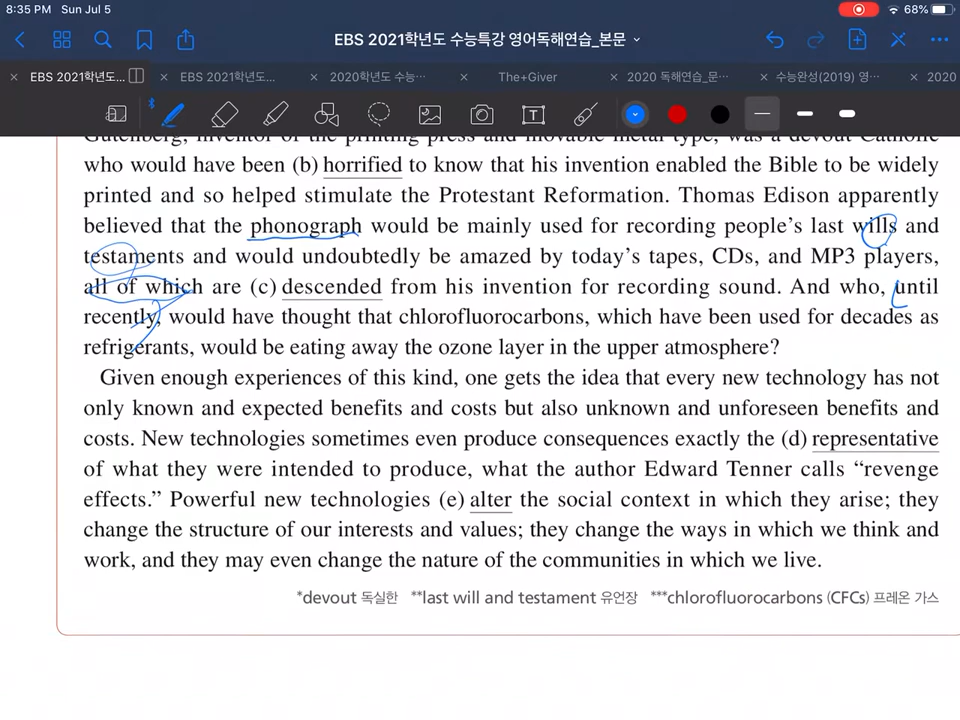 8:35 PM Sun Jul 5 68%
EBS 2021학년도 수능특강 영어독해연습_본문
EBS 2021학년도... EBS 2021학년도... 2020학년도 수능... The+Giver 2020 독해연습_문... 수능완성(2019) 영... 2020
Gutenberg, inventor of the printing press and movable metal type, was a devout Catholic
who would have been (b) horrified to know that his invention enabled the Bible to be widely
printed and so helped stimulate the Protestant Reformation. Thomas Edison apparently
believed that the phonograph would be mainly used for recording people's last wills and
testaments and would undoubtedly be amazed by today's tapes, CDs, and MP3 players,
all of which are (c) descended from his invention for recording sound. And who, until
recently, would have thought that chlorofluorocarbons, which have been used for decades as
refrigerants, would be eating away the ozone layer in the upper atmosphere?
Given enough experiences of this kind, one gets the idea that every new technology has not
only known and expected benefits and costs but also unknown and unforeseen benefits and
costs. New technologies sometimes even produce consequences exactly the (d) representative
of what they were intended to produce, what the author Edward Tenner calls “revenge
effects.” Powerful new technologies (e) alter the social context in which they arise; they
change the structure of our interests and values; they change the ways in which we think and
work, and they may even change the nature of the communities in which we live.
*devout 독실한 **last will and testament 유언장 ***chlorofluorocarbons (CFCs) 프레온 가스